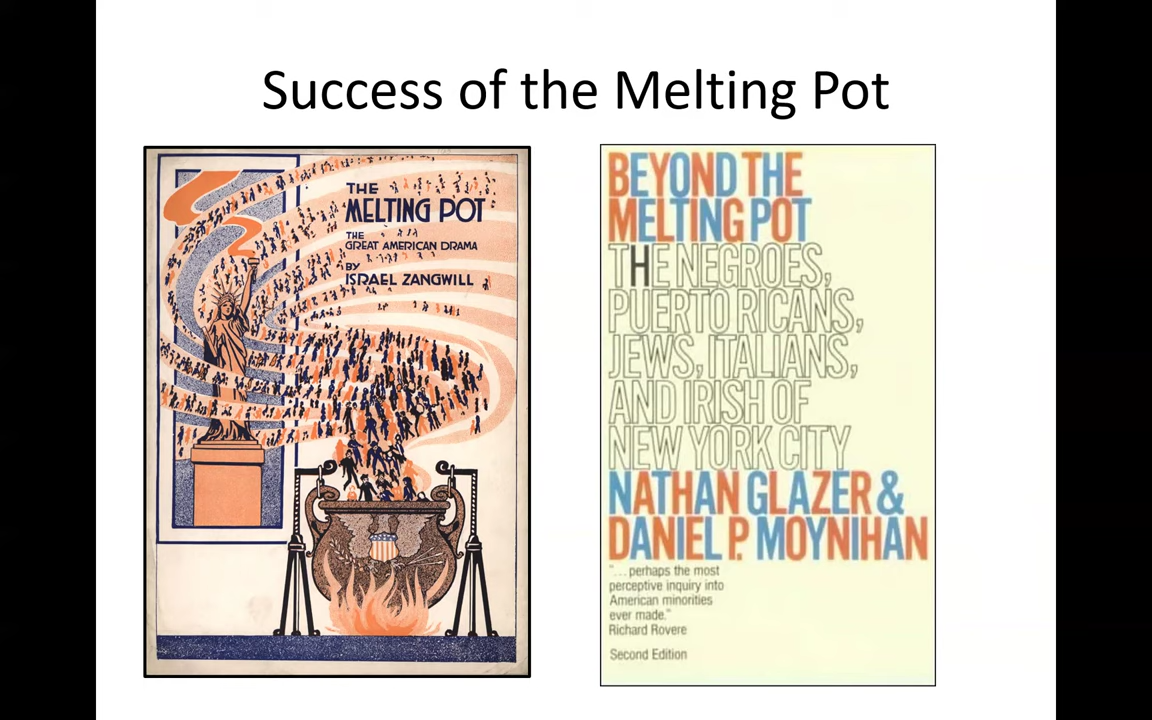 Success of the Melting Pot
THE
MELTING POT
THE
GREAT AMERICAN DRAMA
BY
ISRAEL ZANGWILL
BEYOND THE
MELTING POT
THE NEGROES,
PUERTO RICANS,
JEWS, ITALIANS,
AND IRISH OF
NEW YORK CITY
NATHAN GLAZER &
DANIEL P. MOYNIHAN
"...perhaps the most
perceptive inquiry into
American minorities
ever made."
Richard Rovere
Second Edition